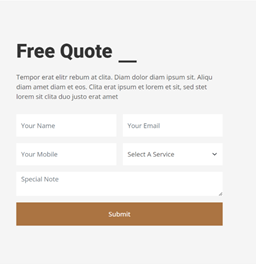 Free Quote
Tempor erat elitr rebum at clita. Diam dolor diam ipsum sit. Aliqu
diam amet diam et eos. Clita erat ipsum et lorem et sit, sed stet
lorem sit clita duo justo erat amet
Your Name
Your Email
Your Mobile
Select A Service
Special Note
Submit